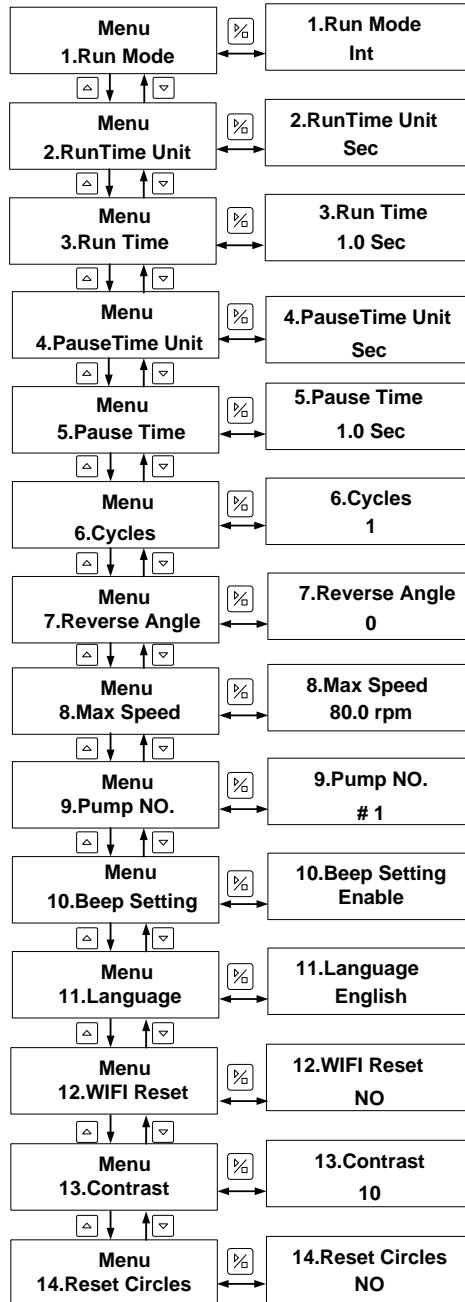 Menu
1.Run Mode
1.Run Mode
Int
Menu
2.RunTime Unit
2.RunTime Unit
Sec
Menu
3.Run Time
3.Run Time
1.0 Sec
Menu
4.PauseTime Unit
4.PauseTime Unit
Sec
Menu
5.Pause Time
5.Pause Time
1.0 Sec
Menu
6.Cycles
6.Cycles
1
Menu
7.Reverse Angle
7.Reverse Angle
0
Menu
8.Max Speed
8.Max Speed
80.0 rpm
Menu
9.Pump NO.
9.Pump NO.
# 1
Menu
10.Beep Setting
10.Beep Setting
Enable
Menu
11.Language
11.Language
English
Menu
12.WIFI Reset
12.WIFI Reset
NO
Menu
13.Contrast
13.Contrast
10
Menu
14.Reset Circles
14.Reset Circles
NO